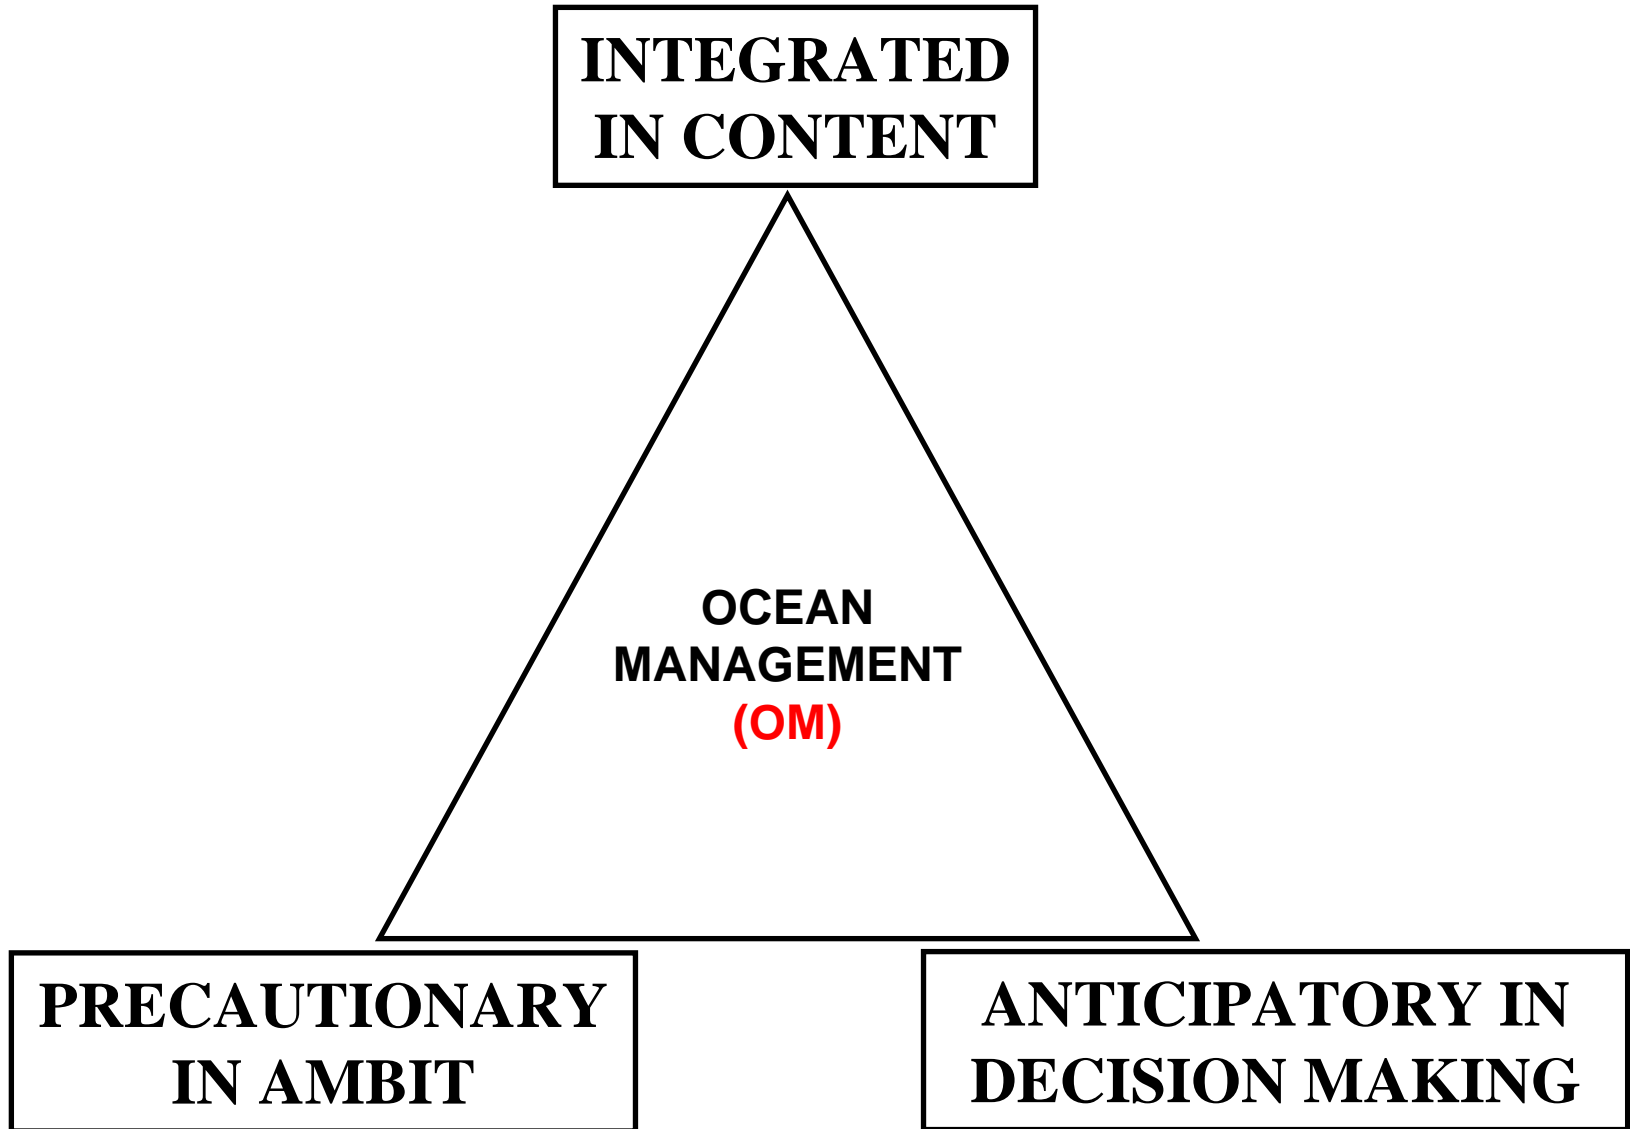 INTEGRATED
IN CONTENT
OCEAN
MANAGEMENT
(OM)
PRECAUTIONARY
IN AMBIT
ANTICIPATORY IN
DECISION MAKING